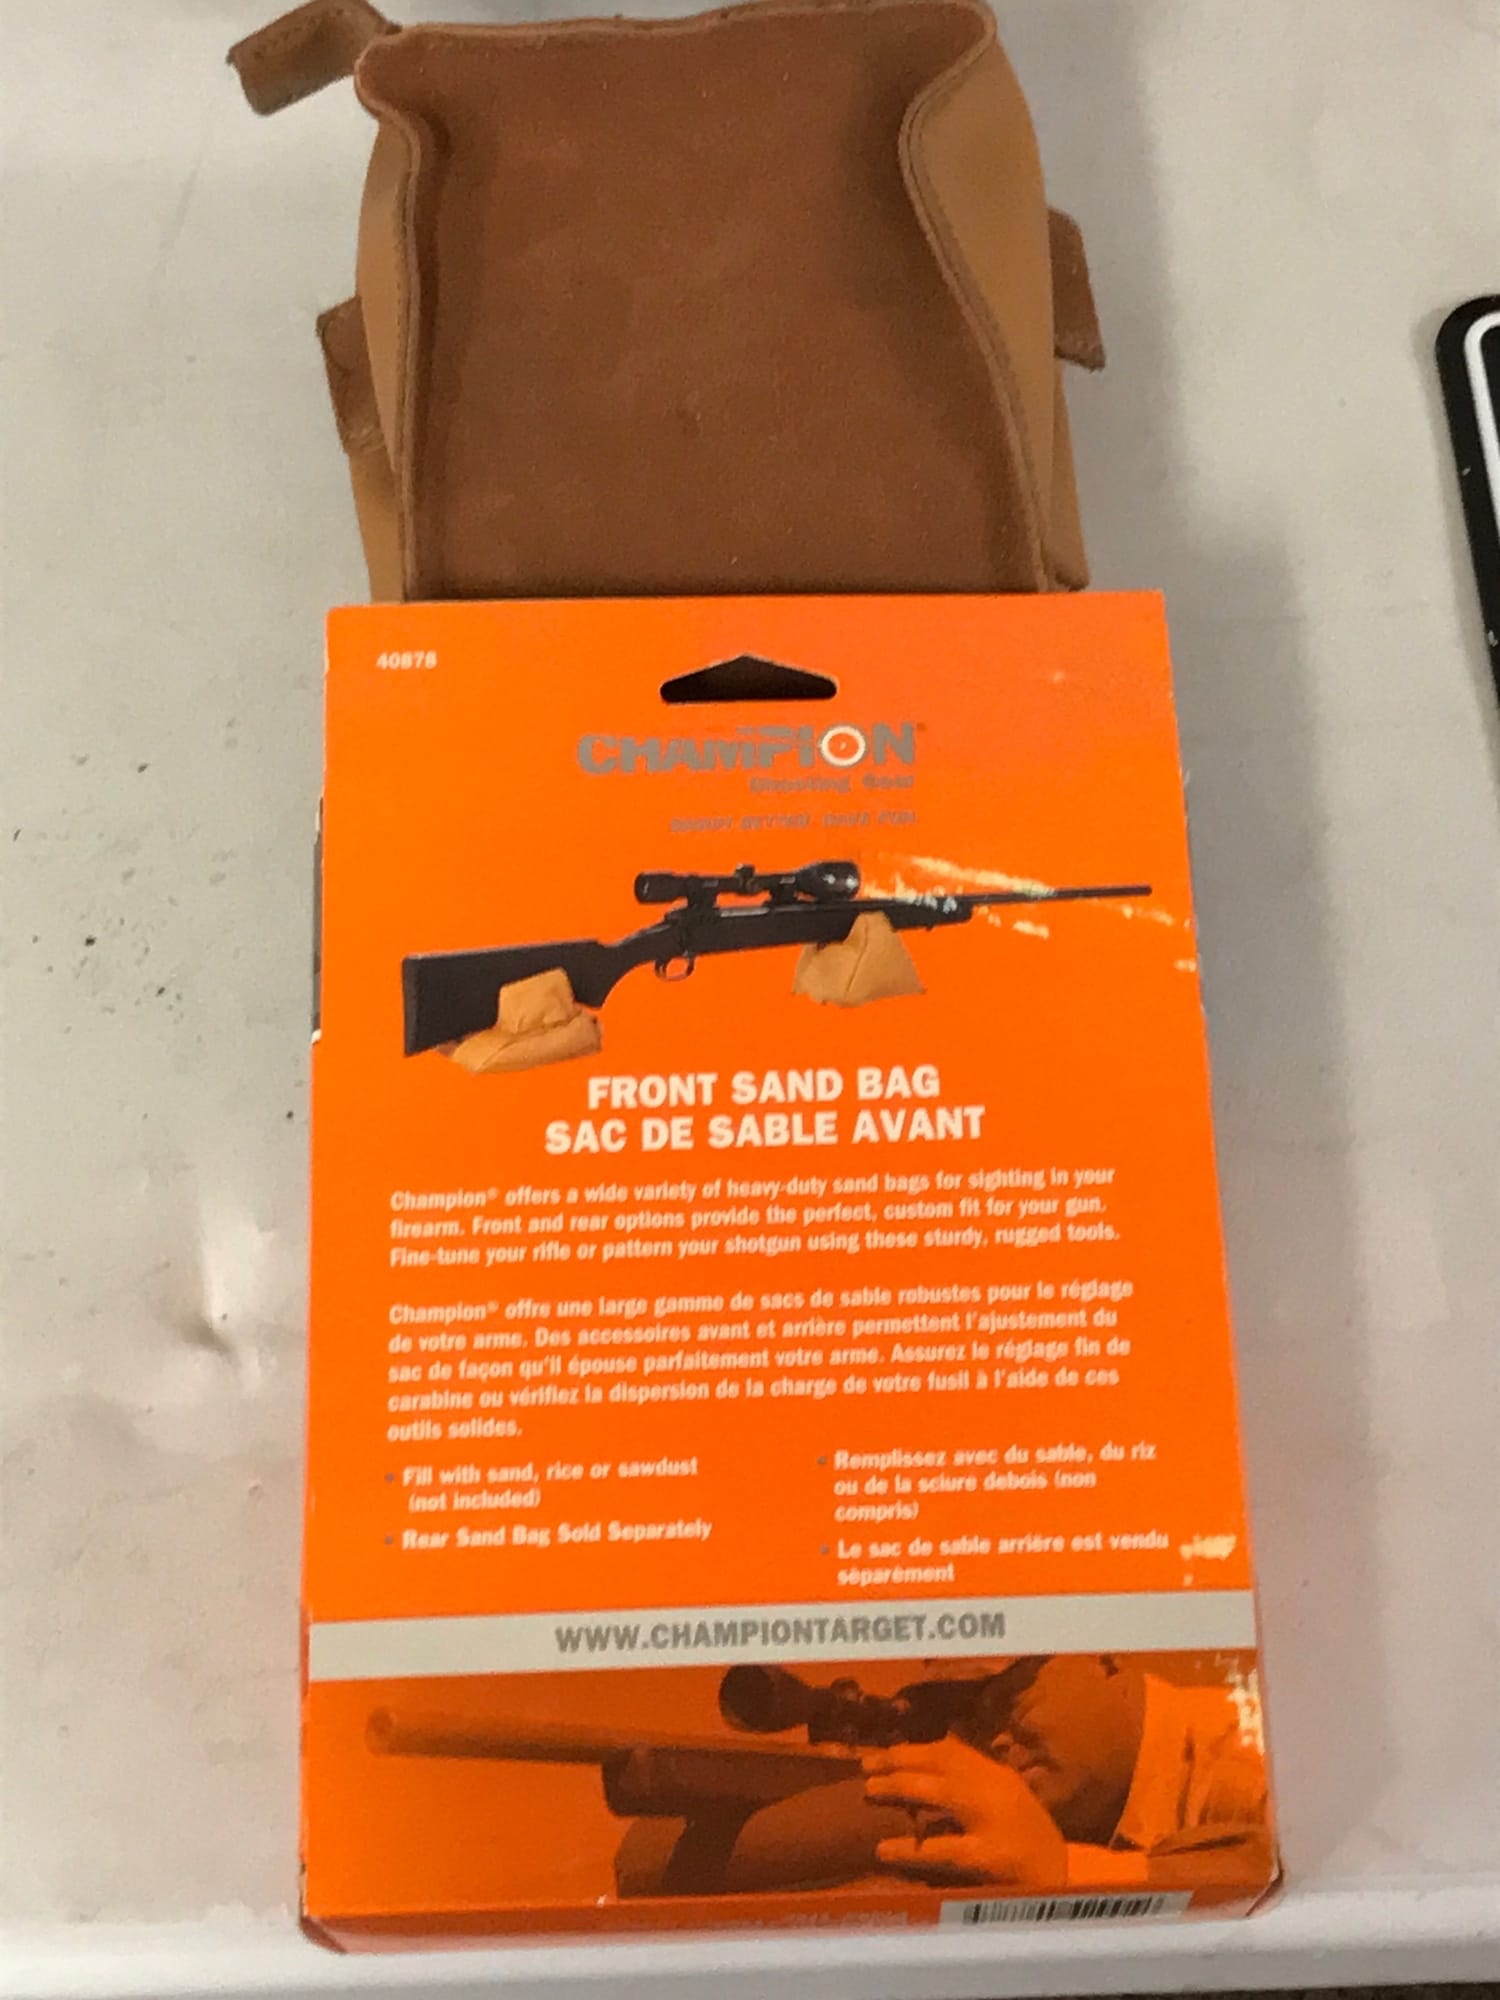 40878
CHAMPION
Shooting Gear
SHOOT BETTER. HAVE FUN.
FRONT SAND BAG
SAC DE SABLE AVANT
Champion® offers a wide variety of heavy-duty sand bags for sighting in your
firearm. Front and rear options provide the perfect, custom fit for your gun.
Fine-tune your rifle or pattern your shotgun using these sturdy, rugged tools.
Champion® offre une large gamme de sacs de sable robustes pour le réglage
de votre arme. Des accessoires avant et arrière permettent l'ajustement du
sac de façon qu'il épouse parfaitement votre arme. Assurez le réglage fin de
carabine ou vérifiez la dispersion de la charge de votre fusil à l'aide de ces
outils solides.
• Fill with sand, rice or sawdust
(not included)
• Rear Sand Bag Sold Separately
• Remplissez avec du sable, du riz
ou de la sciure debois (non
compris)
• Le sac de sable arrière est vendu
séparément
WWW.CHAMPIONTARGET.COM